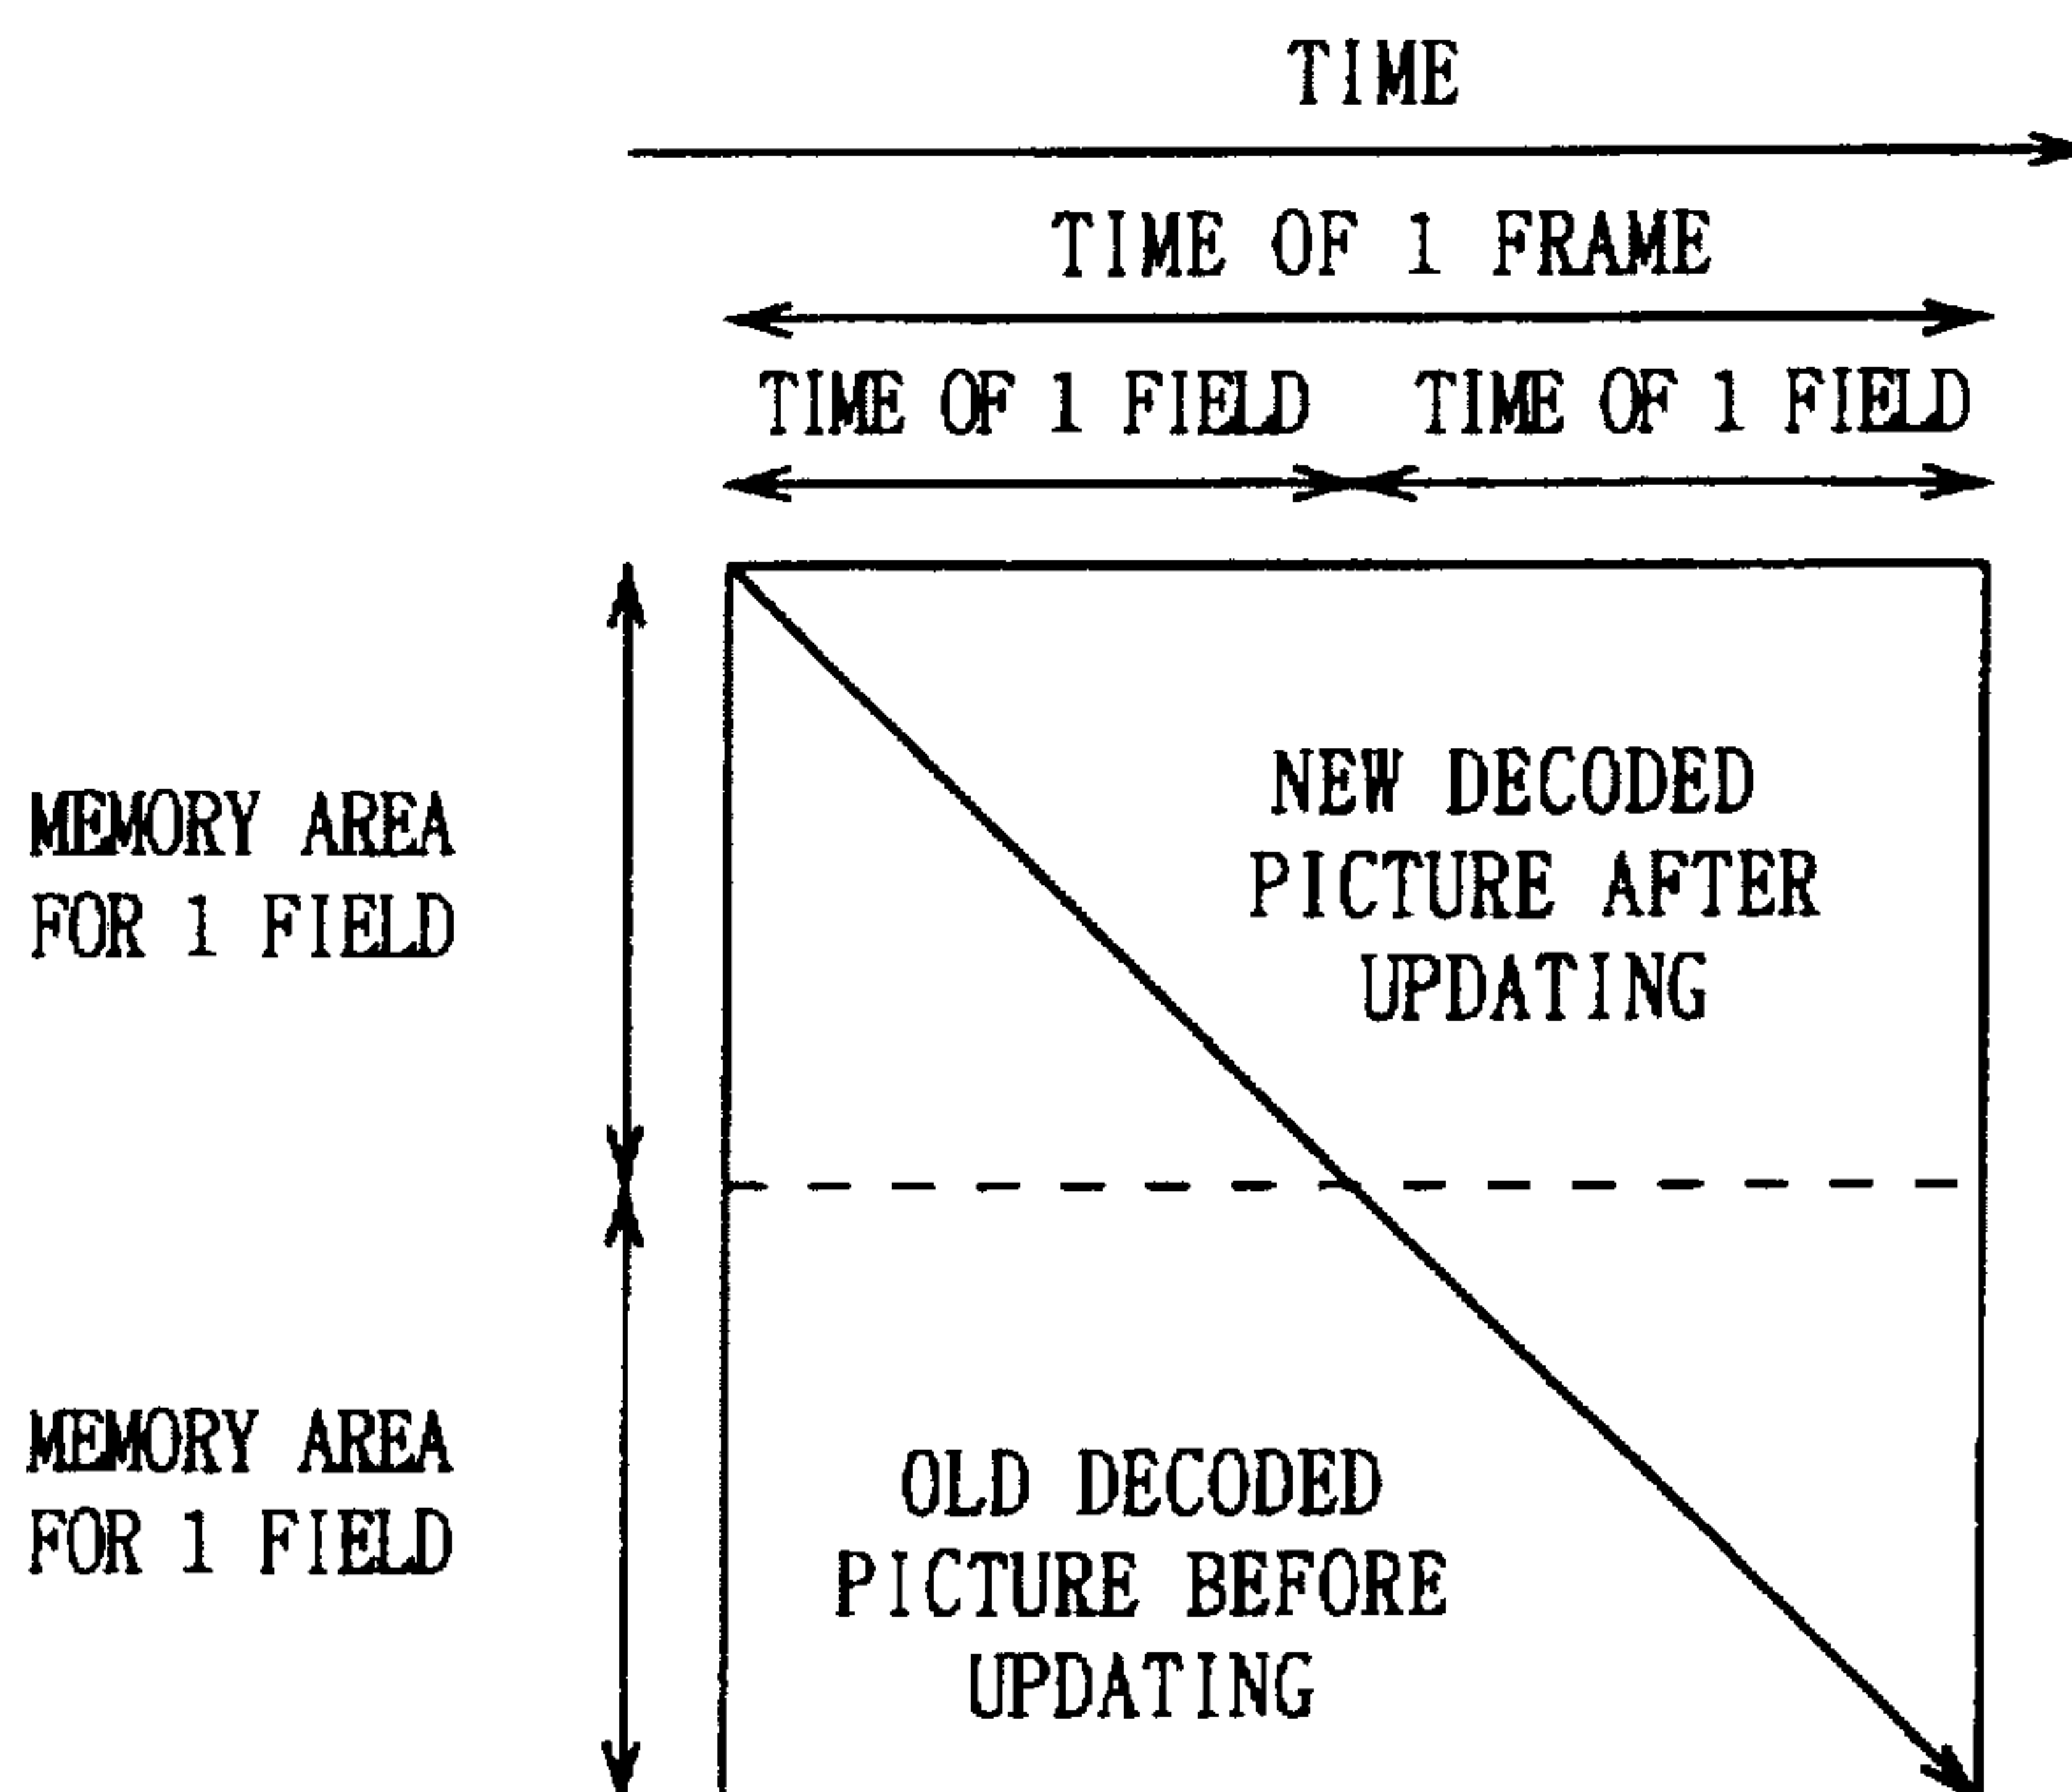 TIME
TIME OF 1 FRAME
TIME OF 1 FIELD TIME OF 1 FIELD
NEW DECODED
PICTURE AFTER
UPDATING
MEMORY AREA
FOR 1 FIELD
OLD DECODED
PICTURE BEFORE
UPDATING
MEMORY AREA
FOR 1 FIELD